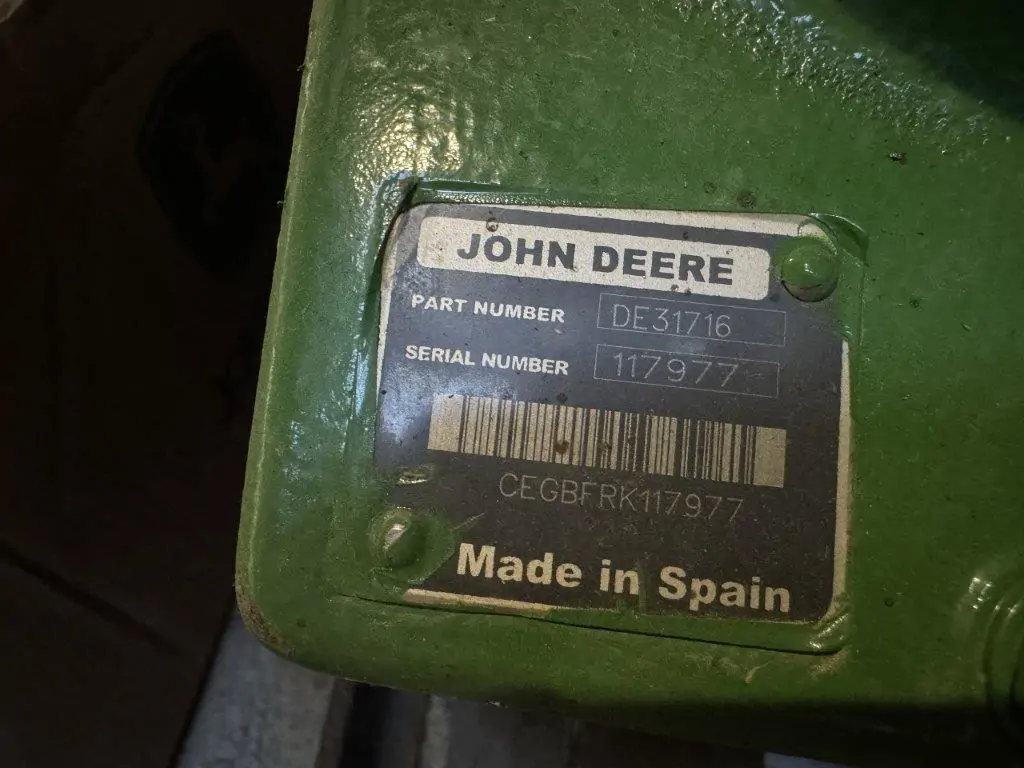 JOHN DEERE
PART NUMBER DE31716
SERIAL NUMBER 117977
CEGBFRK117977
Made in Spain